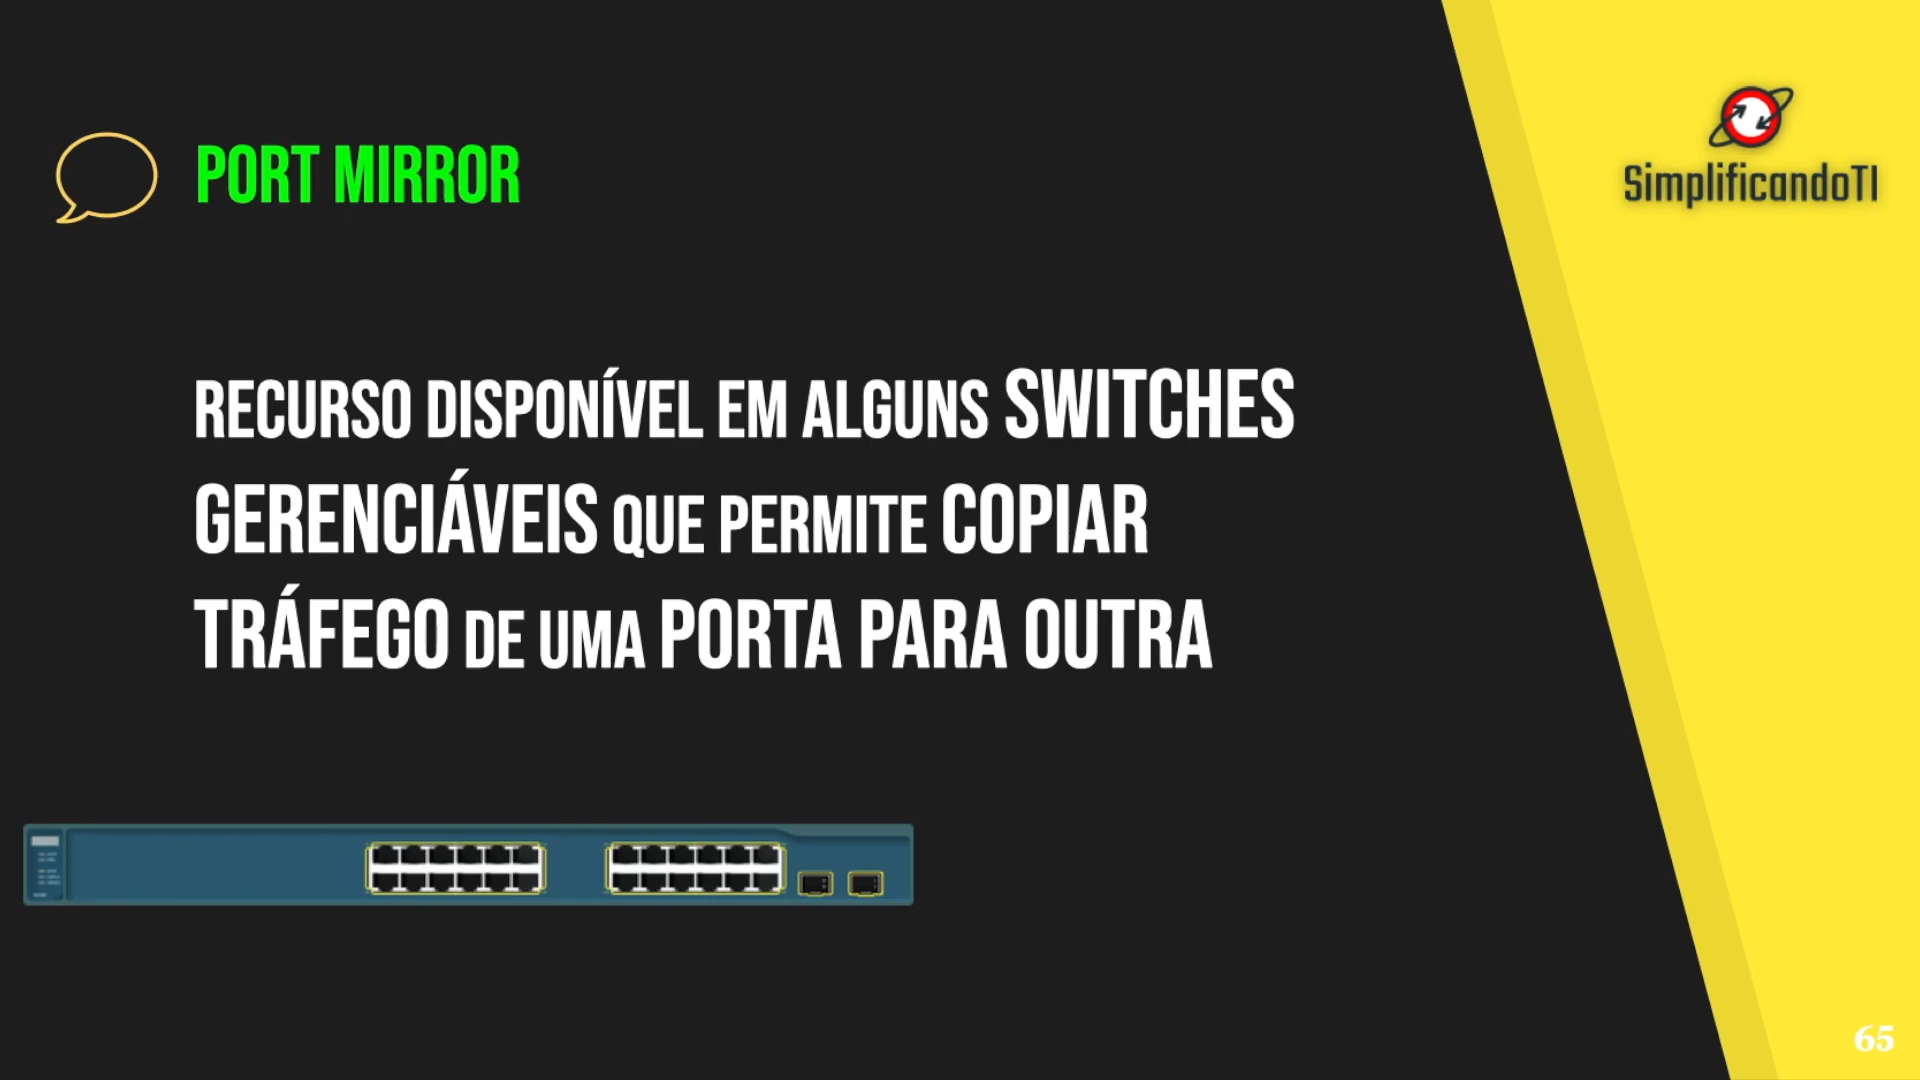 PORT MIRROR
SimplificandoTI
RECURSO DISPONÍVEL EM ALGUNS SWITCHES
GERENCIÁVEIS QUE PERMITE COPIAR
TRÁFEGO DE UMA PORTA PARA OUTRA
65